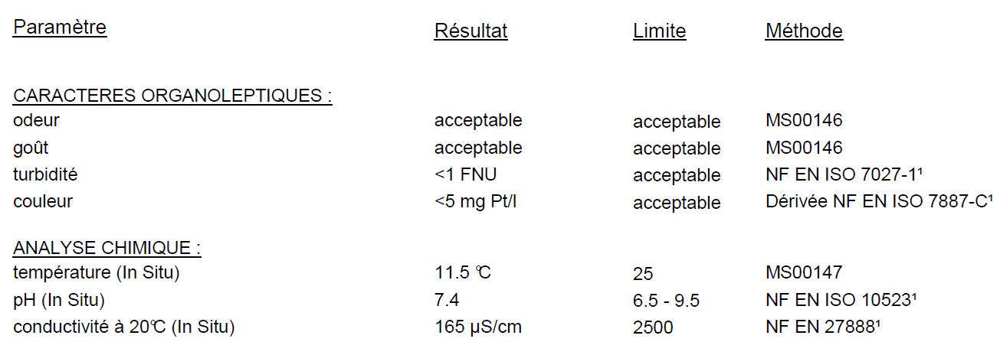 Paramètre Résultat Limite Méthode
CARACTERES ORGANOLEPTIQUES :
odeur acceptable acceptable MS00146
goût acceptable acceptable MS00146
turbidité <1 FNU acceptable NF EN ISO 7027-1¹
couleur <5 mg Pt/l acceptable Dérivée NF EN ISO 7887-C¹
ANALYSE CHIMIQUE :
température (In Situ) 11.5 °C 25 MS00147
pH (In Situ) 7.4 6.5 - 9.5 NF EN ISO 10523¹
conductivité à 20°C (In Situ) 165 µS/cm 2500 NF EN 27888¹